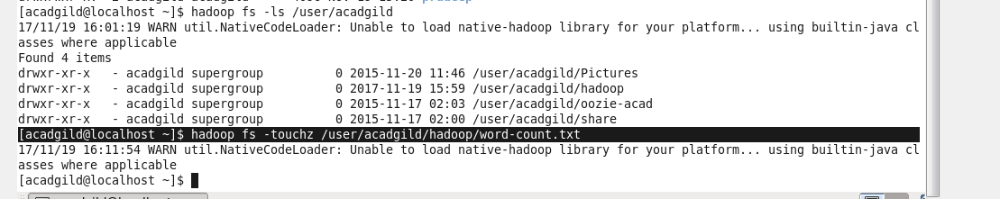 [acadgild@localhost ~]$ hadoop fs -ls /user/acadgild
17/11/19 16:01:19 WARN util.NativeCodeLoader: Unable to load native-hadoop library for your platform... using builtin-java cl
asses where applicable
Found 4 items
drwxr-xr-x   - acadgild supergroup          0 2015-11-20 11:46 /user/acadgild/Pictures
drwxr-xr-x   - acadgild supergroup          0 2017-11-19 15:59 /user/acadgild/hadoop
drwxr-xr-x   - acadgild supergroup          0 2015-11-17 02:03 /user/acadgild/oozie-acad
drwxr-xr-x   - acadgild supergroup          0 2015-11-17 02:00 /user/acadgild/share
[acadgild@localhost ~]$ hadoop fs -touchz /user/acadgild/hadoop/word-count.txt
17/11/19 16:11:54 WARN util.NativeCodeLoader: Unable to load native-hadoop library for your platform... using builtin-java cl
asses where applicable
[acadgild@localhost ~]$